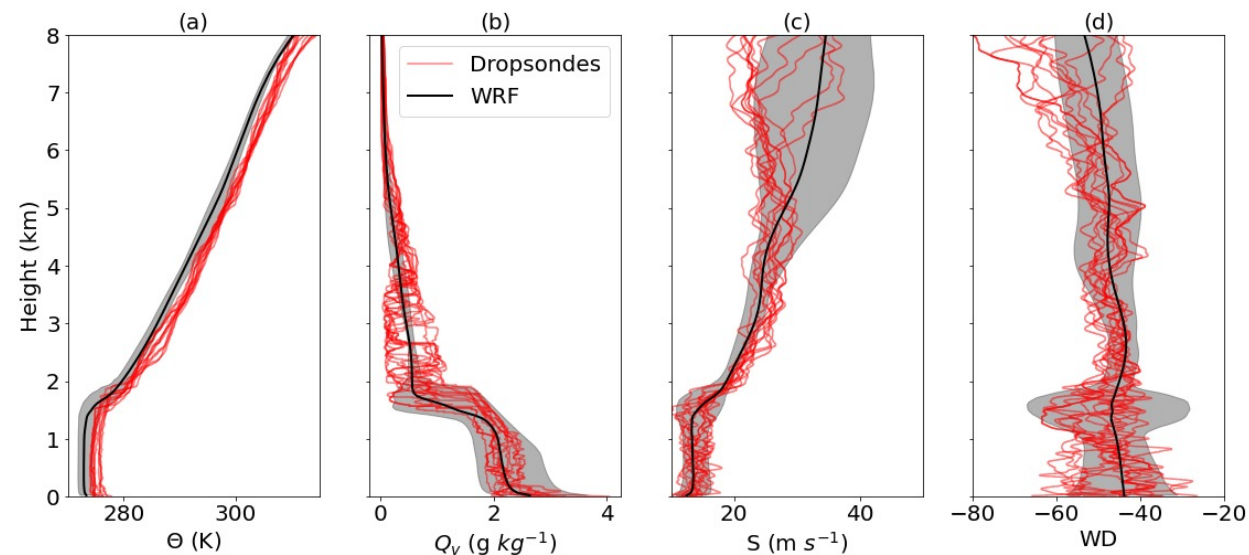 (a) (b) (c) (d)
8
7
6
5
4
3
2
1
0
Height (km)
Dropsondes
WRF
280 300
0 2 4
20 40
−80 −60 −40 −20
Θ (K)
Q_v (g kg⁻¹)
S (m s⁻¹)
WD